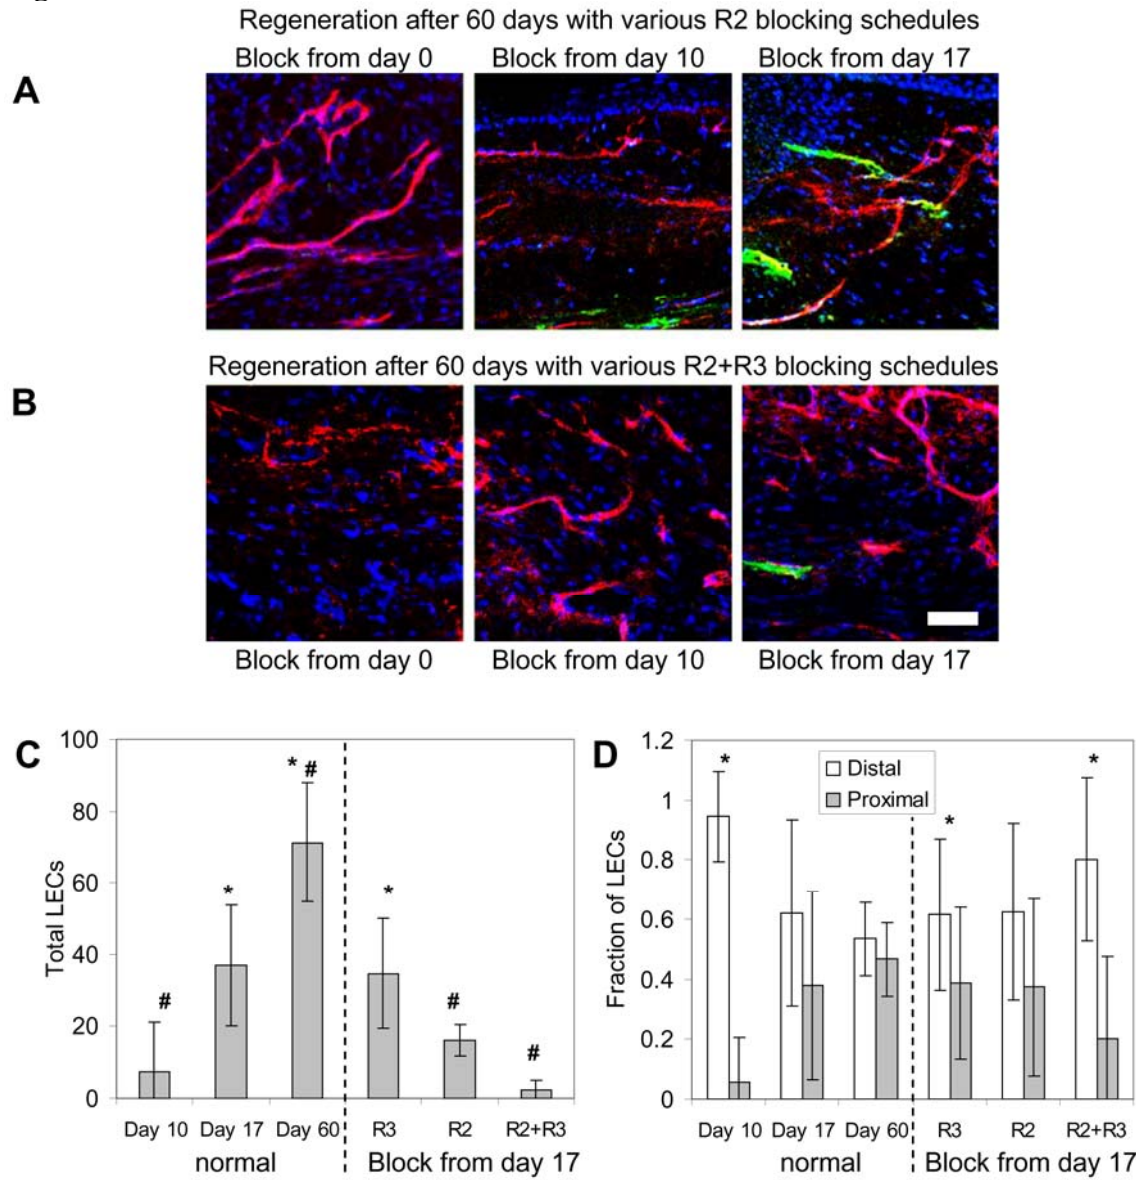 Regeneration after 60 days with various R2 blocking schedules
Block from day 0 Block from day 10 Block from day 17
A
Regeneration after 60 days with various R2+R3 blocking schedules
B
Block from day 0 Block from day 10 Block from day 17
C
100
80
60
40
20
0
Total LECs
* # * # * # #
Day 10 Day 17 Day 60 R3 R2 R2+R3
normal Block from day 17
D
1.2
1
0.8
0.6
0.4
0.2
0
Fraction of LECs
Distal
Proximal
* * *
Day 10 Day 17 Day 60 R3 R2 R2+R3
normal Block from day 17